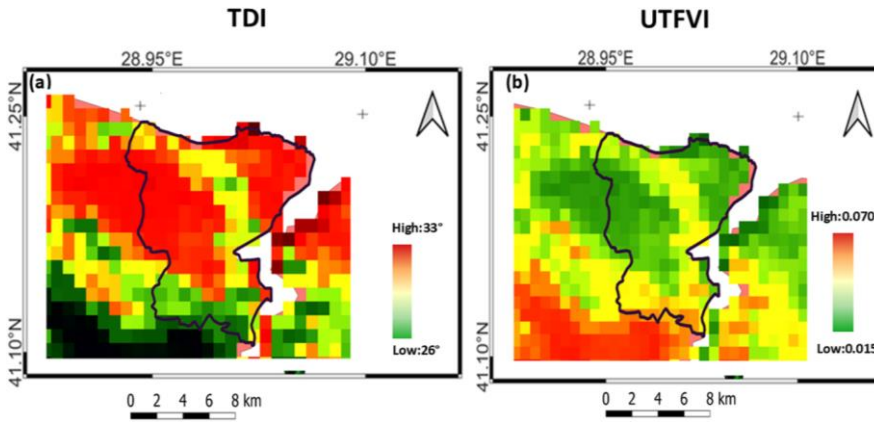 TDI
UTFVI
28.95°E
29.10°E
28.95°E
29.10°E
(a)
(b)
41.25°N
41.25°N
High:33°
High:0.070
Low:26°
Low:0.015
41.10°N
41.10°N
0 2 4 6 8 km
0 2 4 6 8 km